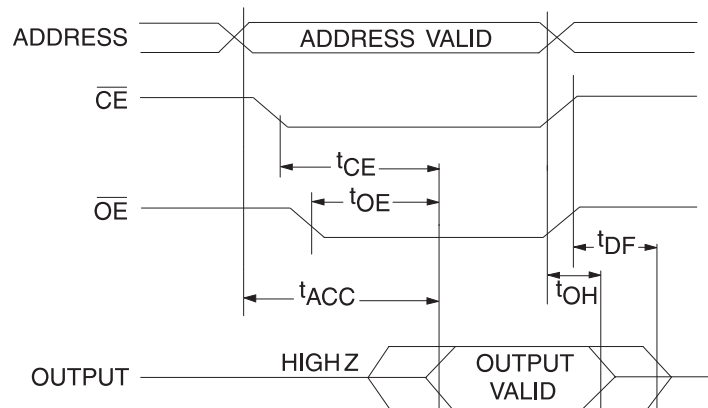 ADDRESS
ADDRESS VALID
CE
tCE
tOE
OE
tDF
tACC
tOH
HIGH Z
OUTPUT
OUTPUT
VALID